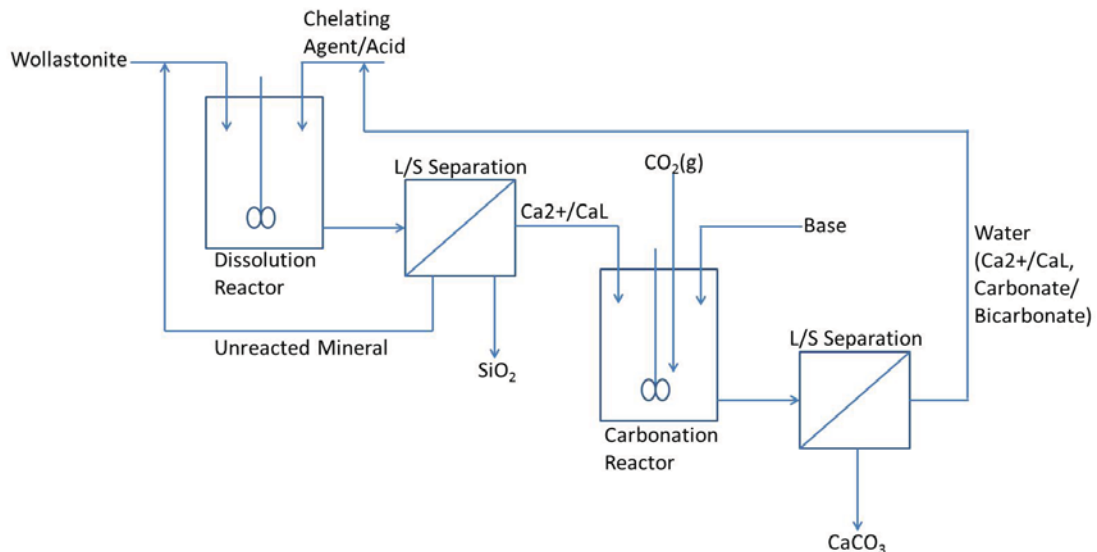 Chelating
Agent/Acid
Wollastonite
L/S Separation
CO₂(g)
Ca2+/CaL
Base
Dissolution
Reactor
Water
(Ca2+/CaL,
Carbonate/
Bicarbonate)
Unreacted Mineral
SiO₂
L/S Separation
Carbonation
Reactor
CaCO₃